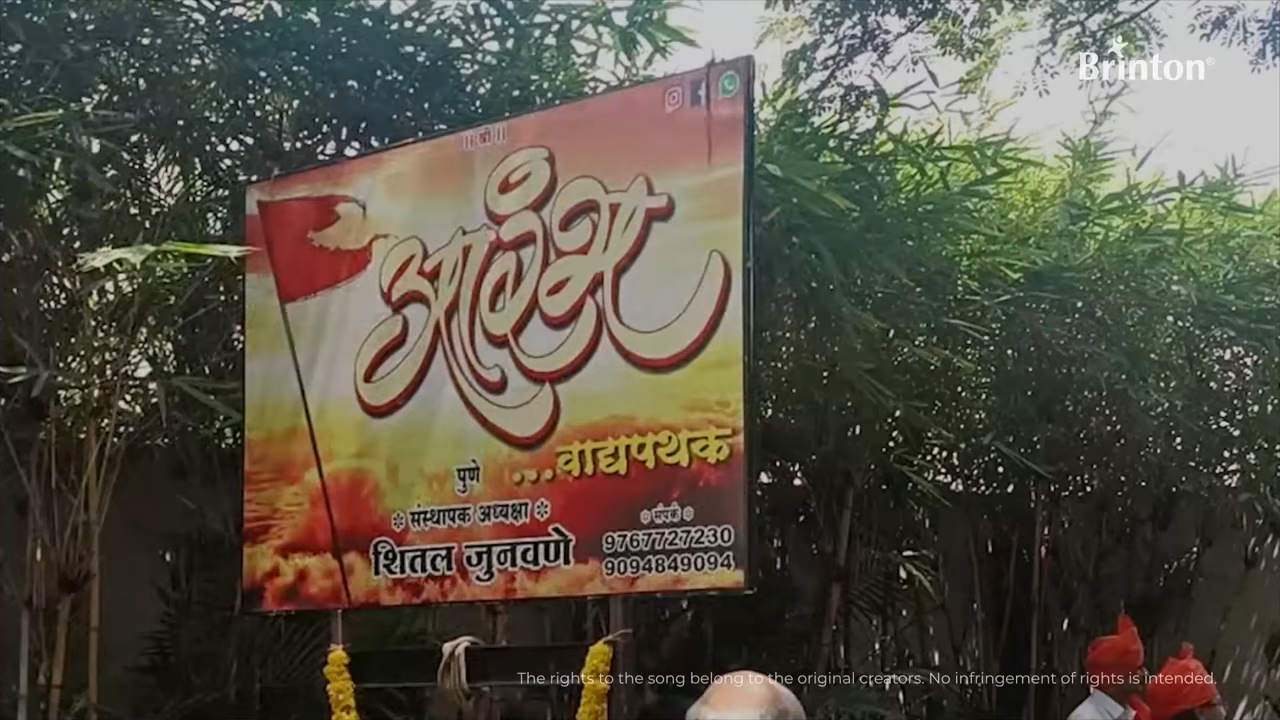 Brinton®
|| श्री ||
आरंभ
...वाद्यपथक
पुणे
संस्थापक अध्यक्षा
शितल जुनवणे
संपर्क
9767727230
9094849094
The rights to the song belong to the original creators. No infringement of rights is intended.